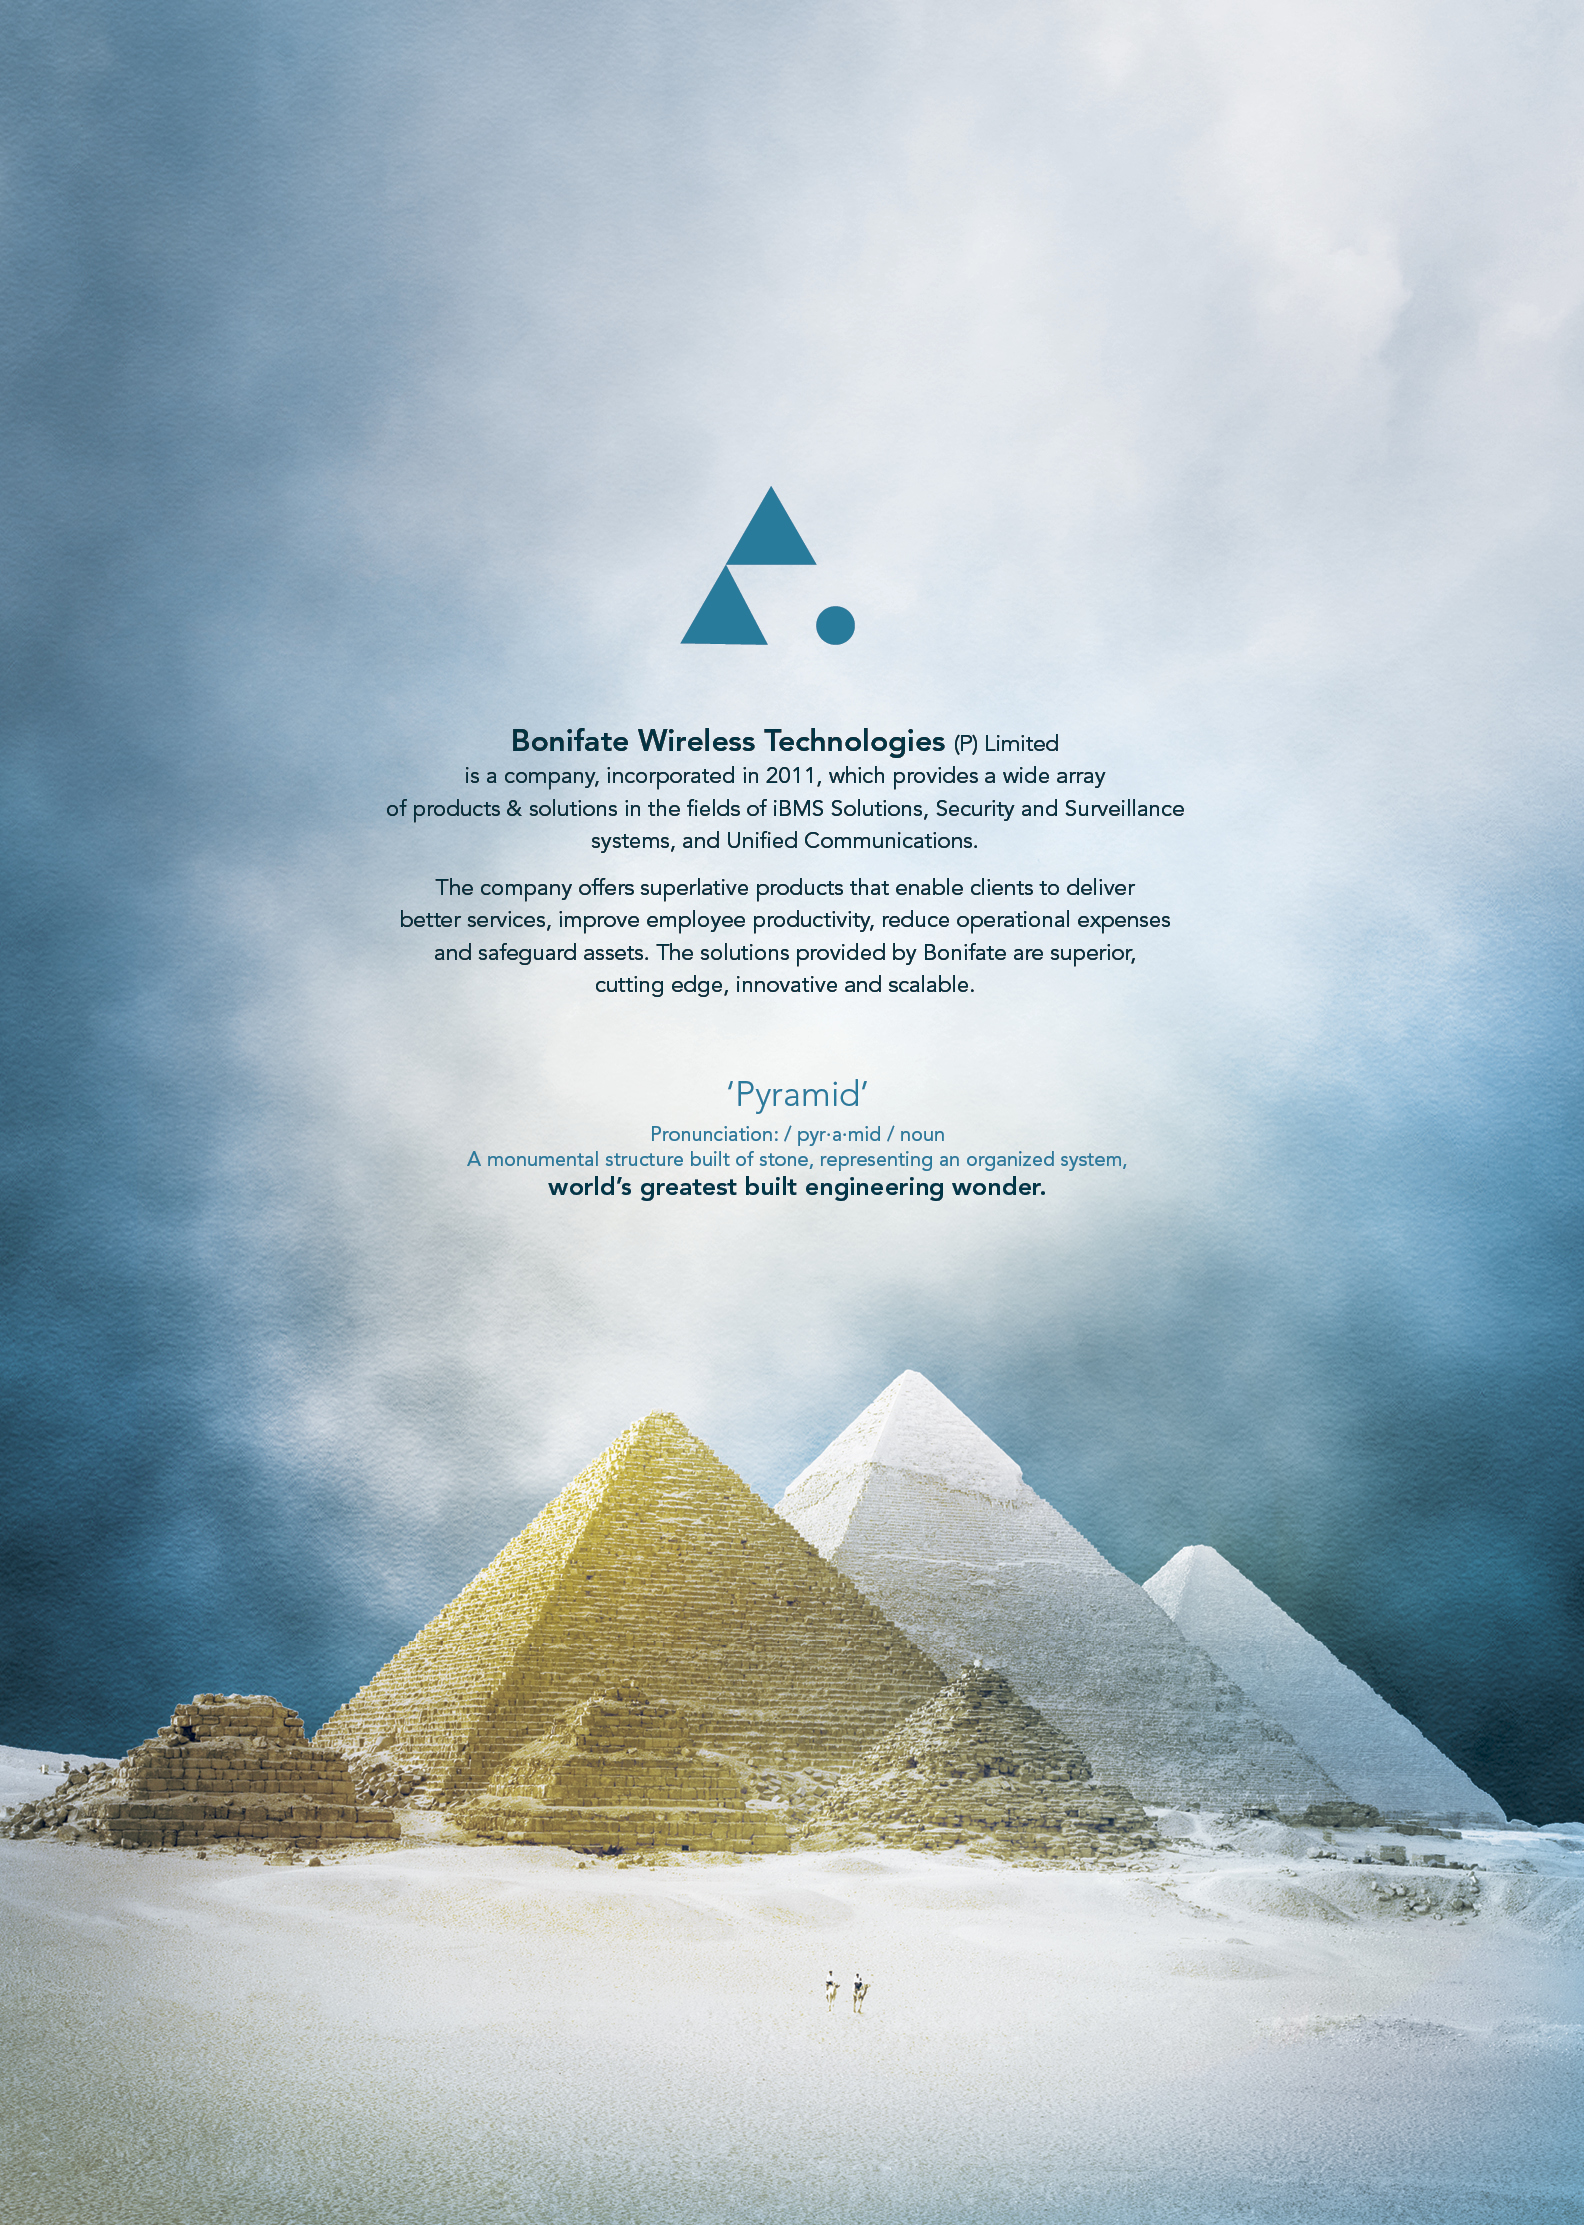 Bonifate Wireless Technologies (P) Limited
is a company, incorporated in 2011, which provides a wide array
of products & solutions in the fields of iBMS Solutions, Security and Surveillance
systems, and Unified Communications.
The company offers superlative products that enable clients to deliver
better services, improve employee productivity, reduce operational expenses
and safeguard assets. The solutions provided by Bonifate are superior,
cutting edge, innovative and scalable.
‘Pyramid’
Pronunciation: / pyr·a·mid / noun
A monumental structure built of stone, representing an organized system,
world’s greatest built engineering wonder.